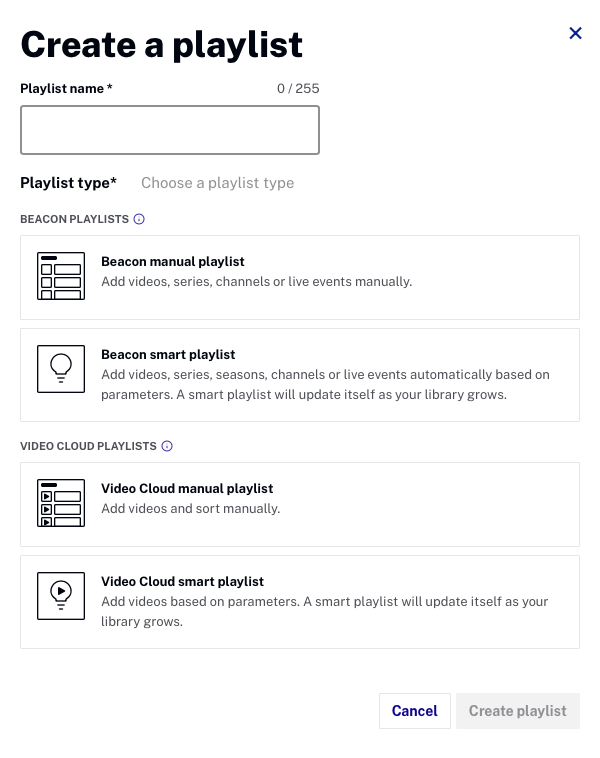 Create a playlist
Playlist name *
0 / 255
Playlist type*
Choose a playlist type
BEACON PLAYLISTS
Beacon manual playlist
Add videos, series, channels or live events manually.
Beacon smart playlist
Add videos, series, seasons, channels or live events automatically based on
parameters. A smart playlist will update itself as your library grows.
VIDEO CLOUD PLAYLISTS
Video Cloud manual playlist
Add videos and sort manually.
Video Cloud smart playlist
Add videos based on parameters. A smart playlist will update itself as your
library grows.
Cancel
Create playlist